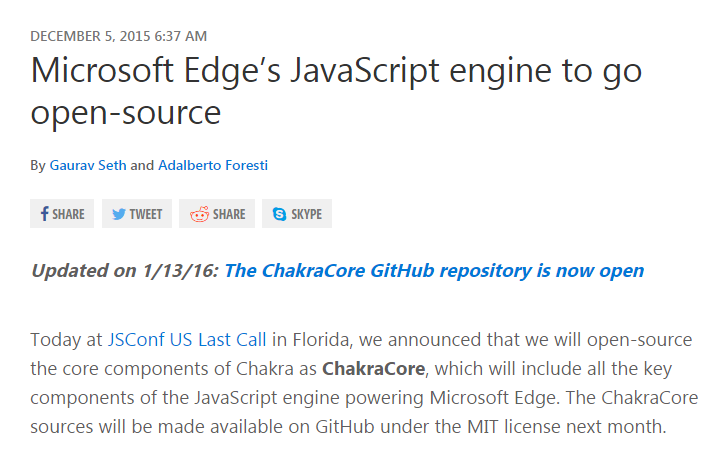 DECEMBER 5, 2015 6:37 AM
Microsoft Edge’s JavaScript engine to go
open-source
By Gaurav Seth and Adalberto Foresti
SHARE TWEET SHARE SKYPE
Updated on 1/13/16: The ChakraCore GitHub repository is now open
Today at JSConf US Last Call in Florida, we announced that we will open-source
the core components of Chakra as ChakraCore, which will include all the key
components of the JavaScript engine powering Microsoft Edge. The ChakraCore
sources will be made available on GitHub under the MIT license next month.